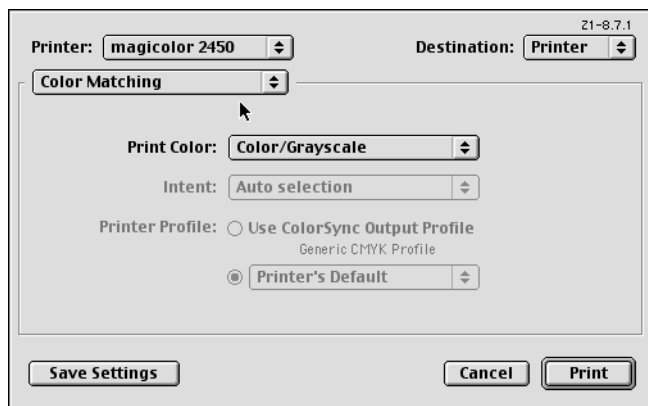 Z1-8.7.1
Printer: magicolor 2450 Destination: Printer
Color Matching
Print Color: Color/Grayscale
Intent: Auto selection
Printer Profile: Use ColorSync Output Profile
Generic CMYK Profile
Printer's Default
Save Settings Cancel Print